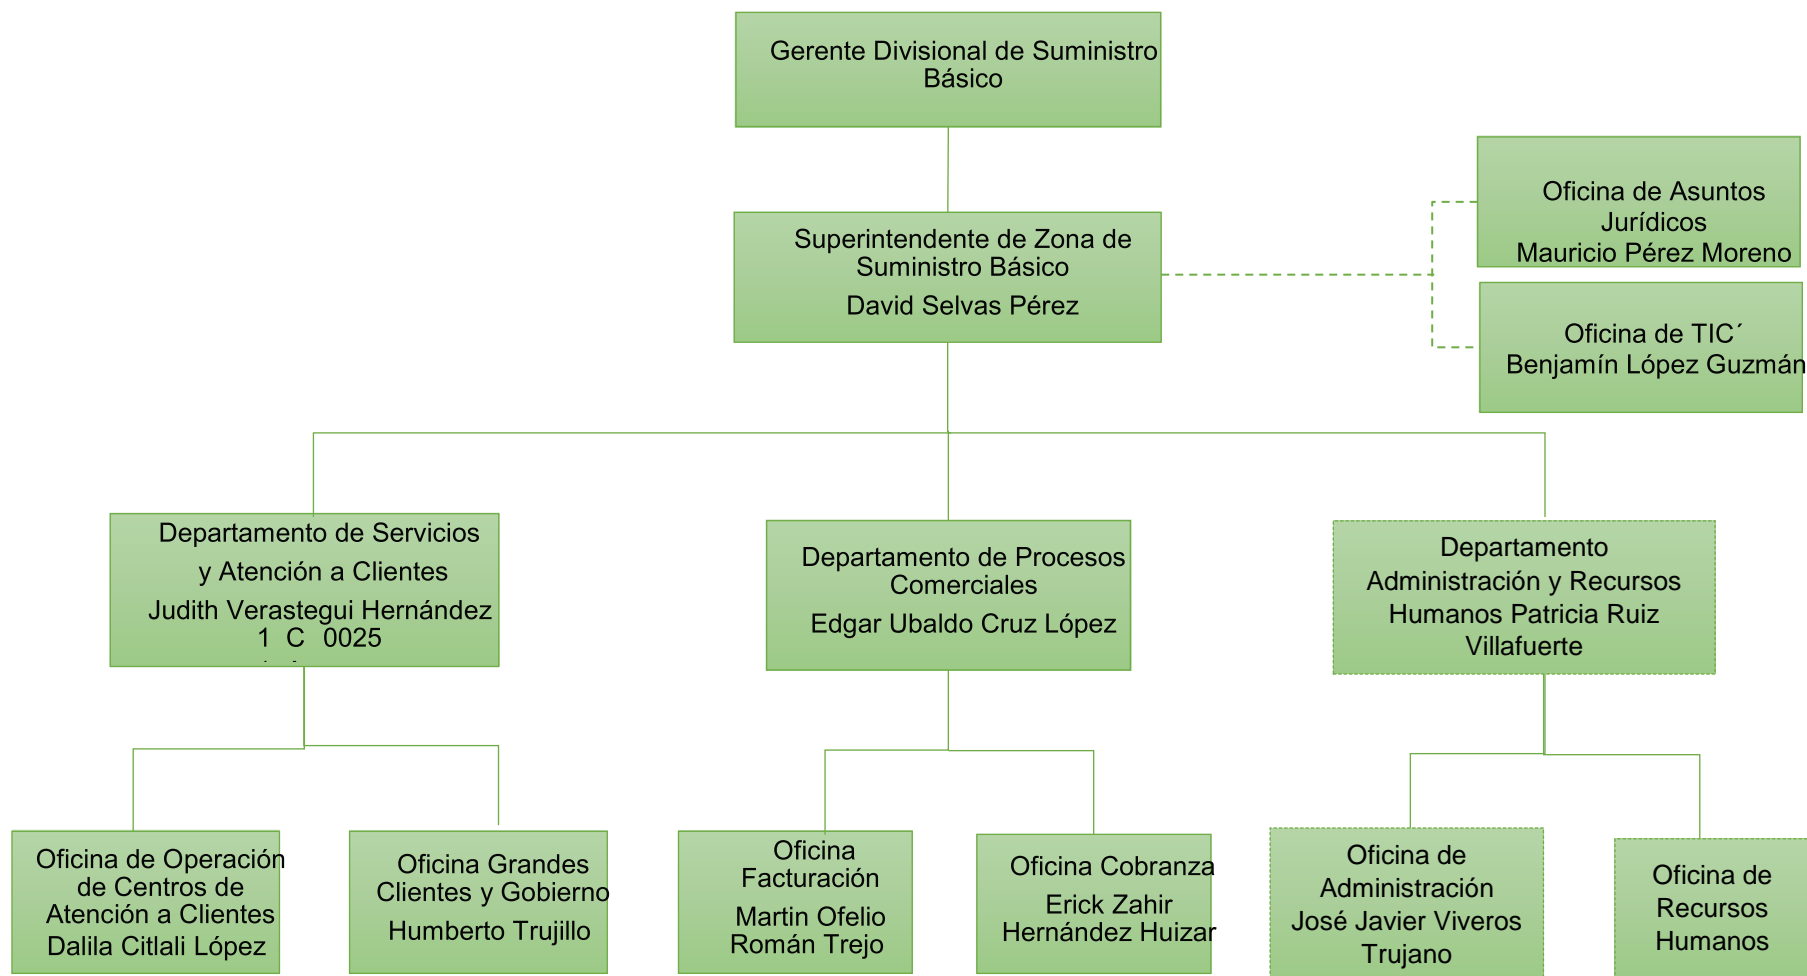 Gerente Divisional de Suministro
Básico
Superintendente de Zona de
Suministro Básico
David Selvas Pérez
Oficina de Asuntos
Jurídicos
Mauricio Pérez Moreno
Oficina de TIC´
Benjamín López Guzmán
Departamento de Servicios
y Atención a Clientes
Judith Verastegui Hernández
1 C 0025
Departamento de Procesos
Comerciales
Edgar Ubaldo Cruz López
Departamento
Administración y Recursos
Humanos Patricia Ruiz
Villafuerte
Oficina de Operación
de Centros de
Atención a Clientes
Dalila Citlali López
Oficina Grandes
Clientes y Gobierno
Humberto Trujillo
Oficina
Facturación
Martin Ofelio
Román Trejo
Oficina Cobranza
Erick Zahir
Hernández Huizar
Oficina de
Administración
José Javier Viveros
Trujano
Oficina de
Recursos
Humanos